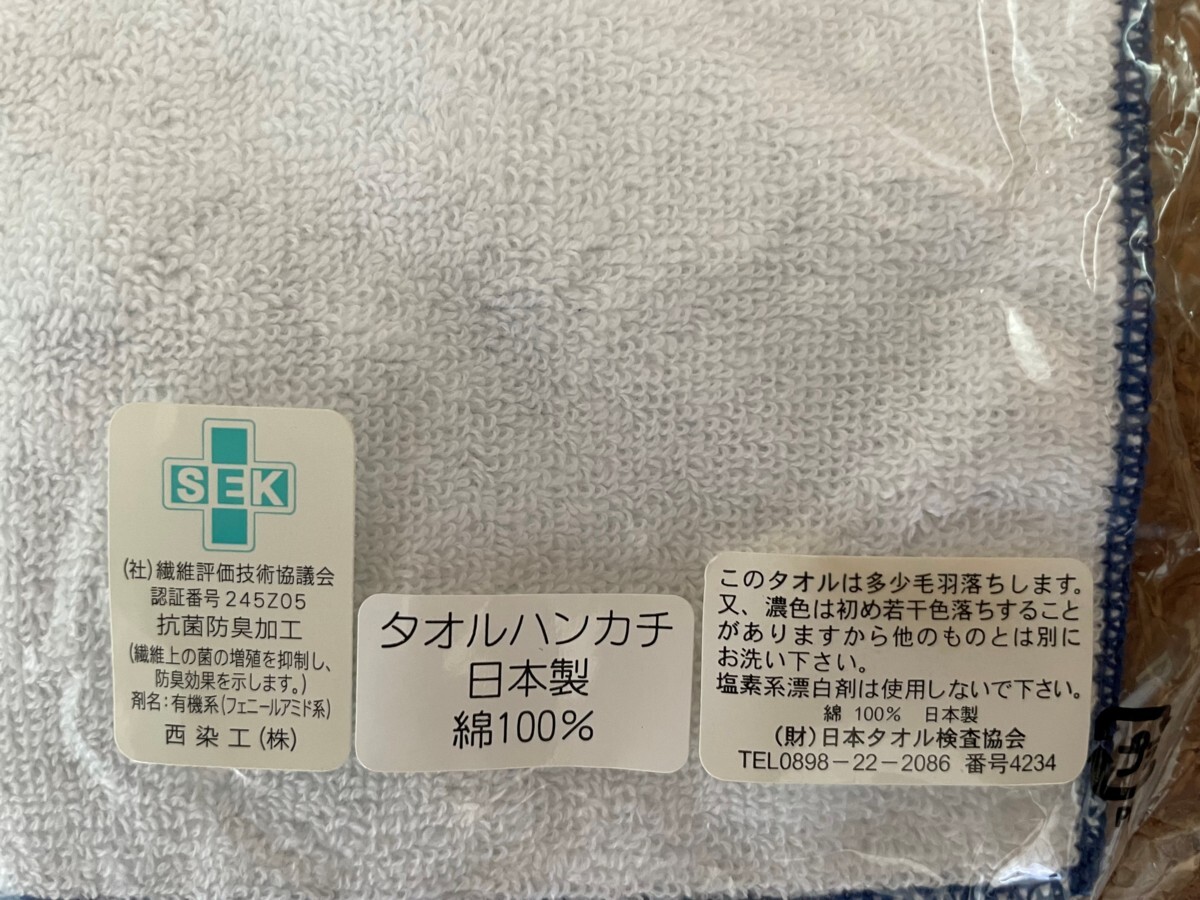 SEK
(社)繊維評価技術協議会
認証番号245Z05
抗菌防臭加工
(繊維上の菌の増殖を抑制し、
防臭効果を示します。)
剤名:有機系(フェニールアミド系)
西染工(株)
タオルハンカチ
日本製
綿100%
このタオルは多少毛羽落ちします。
又、濃色は初め若干色落ちすること
がありますから他のものとは別に
お洗い下さい。
塩素系漂白剤は使用しないで下さい。
綿 100% 日本製
(財)日本タオル検査協会
TEL0898-22-2086 番号4234
プ
P